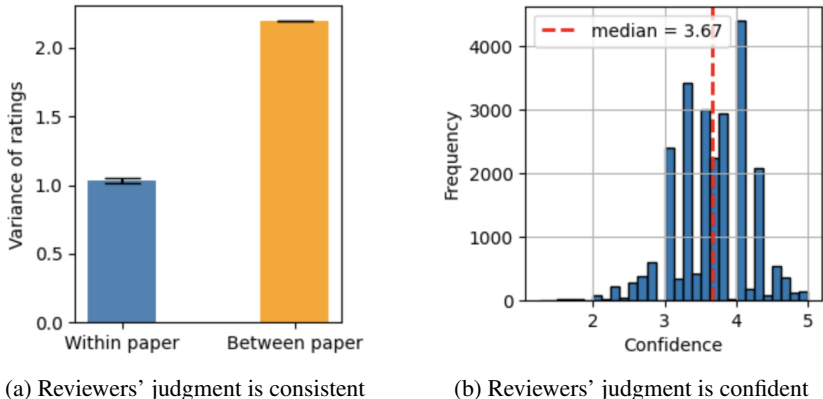 2.0
1.5
1.0
0.5
0.0
Variance of ratings
Within paper
Between paper
(a) Reviewers' judgment is consistent
median = 3.67
4000
3000
2000
1000
0
Frequency
2
3
4
5
Confidence
(b) Reviewers' judgment is confident